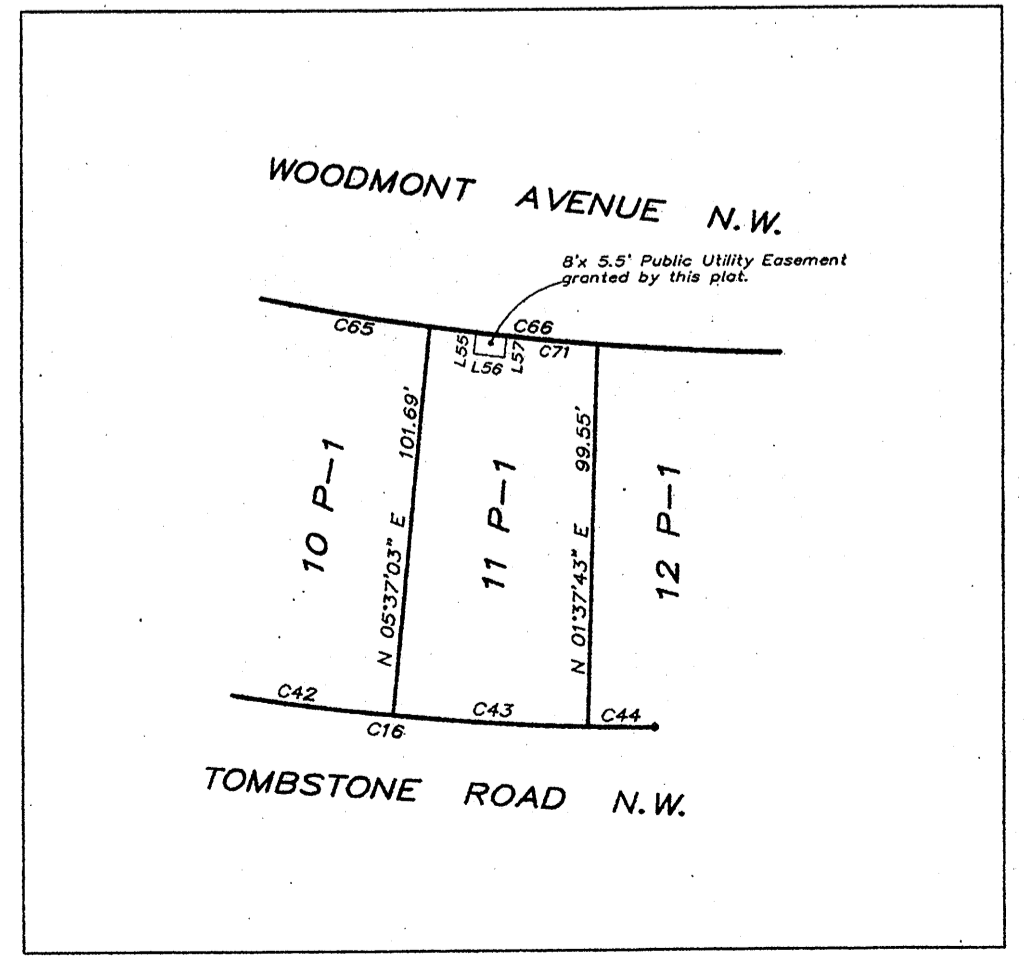 WOODMONT AVENUE N.W.
8'x 5.5' Public Utility Easement
granted by this plat.
C65
C66
L55
L57
C71
L56
101.69'
99.55'
10 P-1
11 P-1
12 P-1
N 05°37'03" E
N 01°37'43" E
C42
C43
C44
C16
TOMBSTONE ROAD N.W.